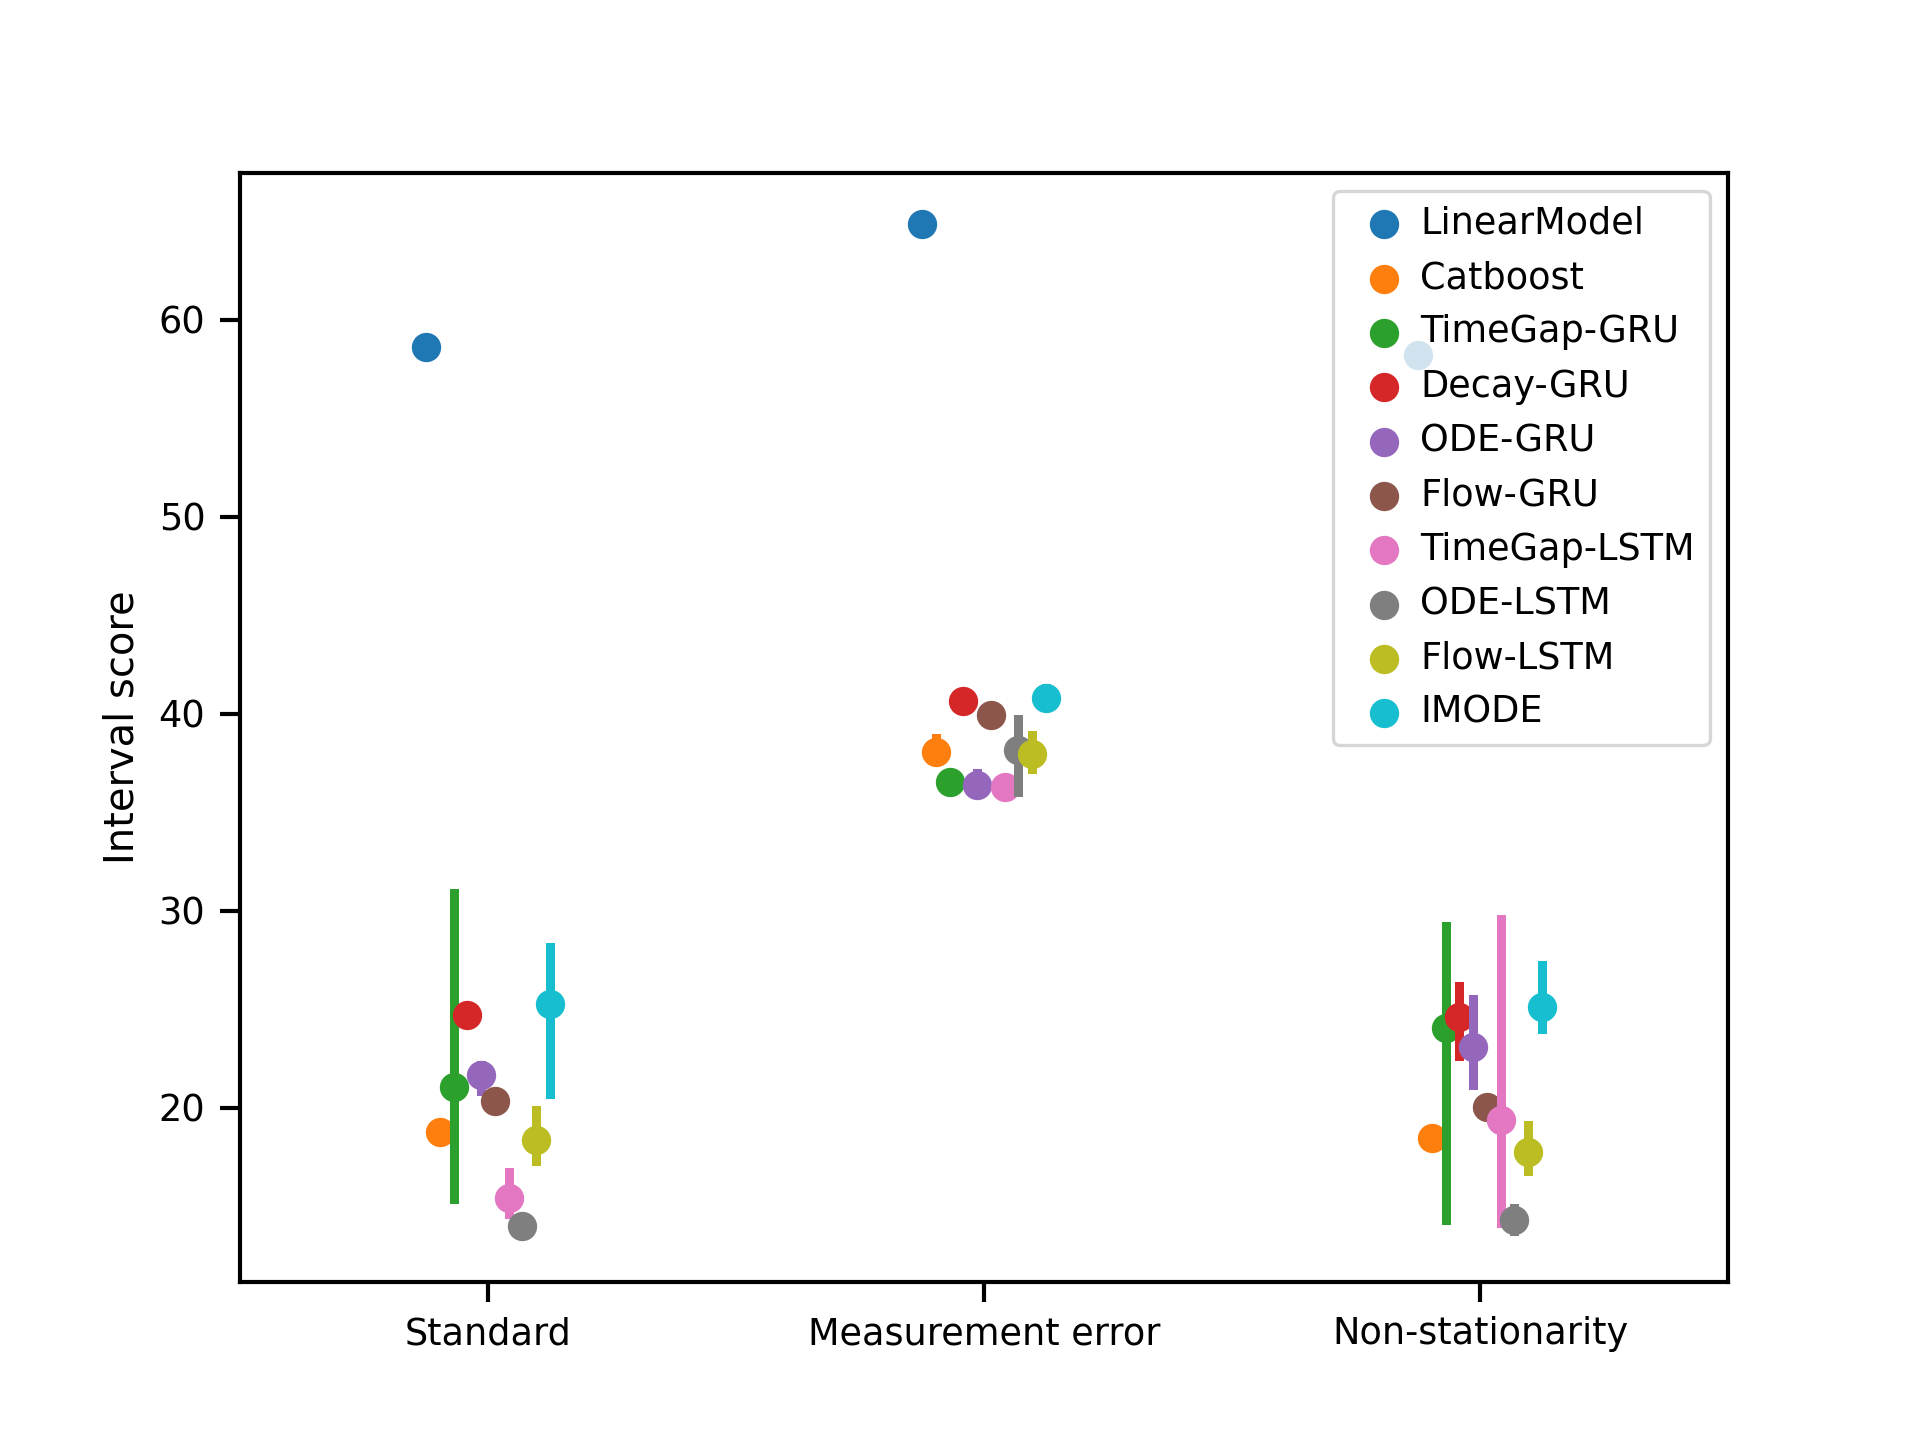 LinearModel
Catboost
TimeGap-GRU
Decay-GRU
ODE-GRU
Flow-GRU
TimeGap-LSTM
ODE-LSTM
Flow-LSTM
IMODE
60
50
40
30
20
Interval score
Standard
Measurement error
Non-stationarity